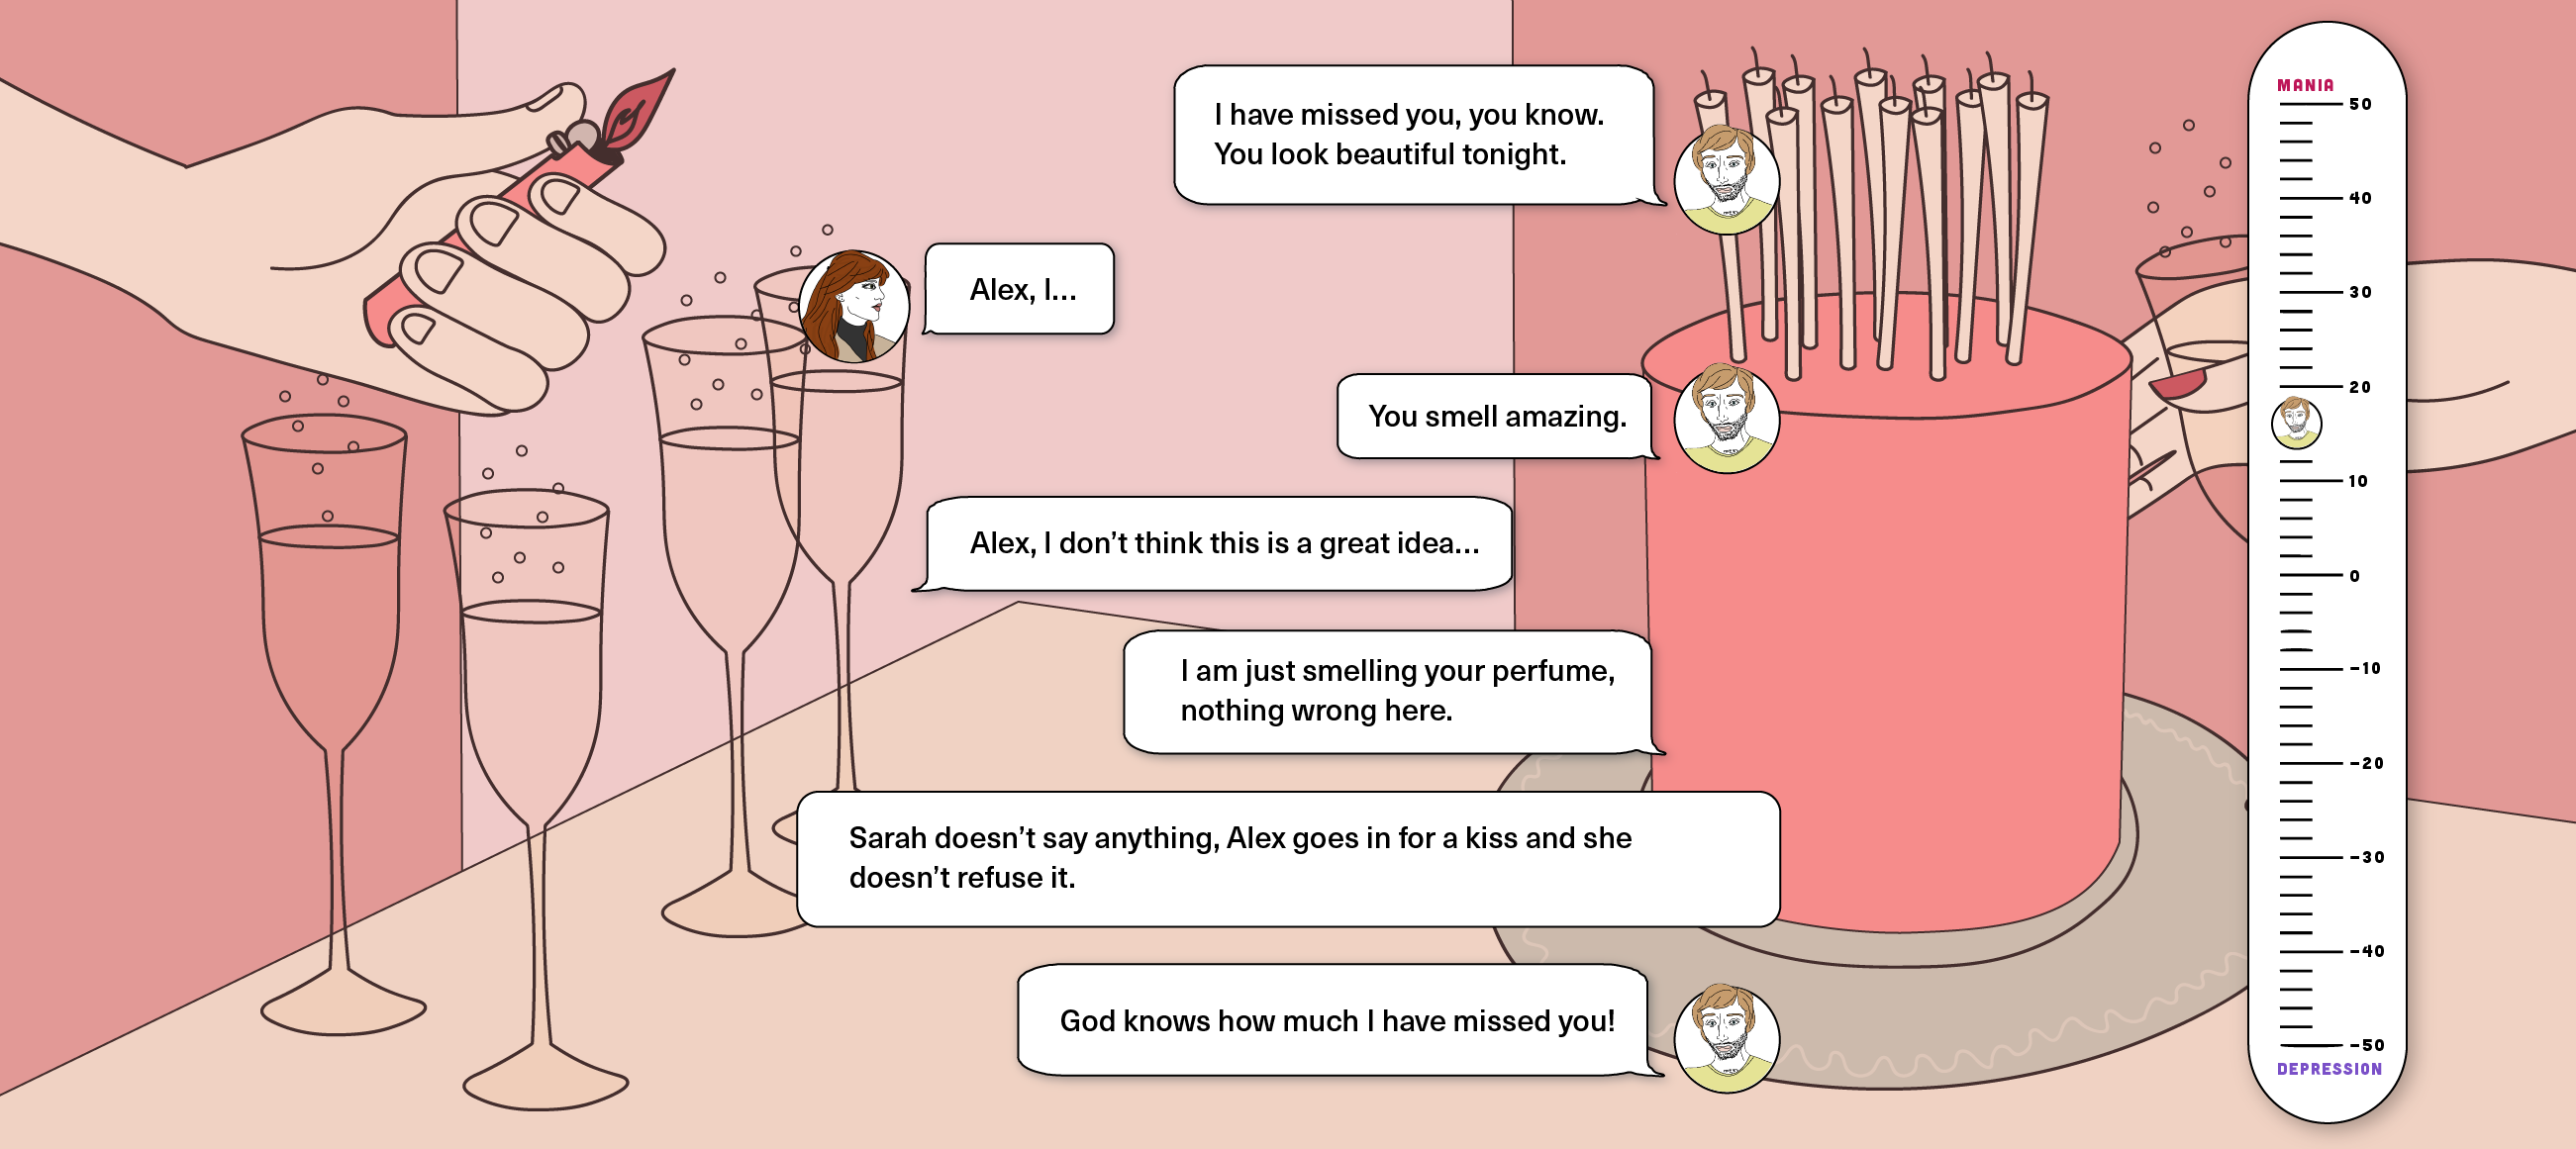 I have missed you, you know.
You look beautiful tonight.
Alex, I...
You smell amazing.
Alex, I don’t think this is a great idea...
I am just smelling your perfume,
nothing wrong here.
Sarah doesn’t say anything, Alex goes in for a kiss and she
doesn’t refuse it.
God knows how much I have missed you!
MANIA
50
40
30
20
10
0
-10
-20
-30
-40
-50
DEPRESSION